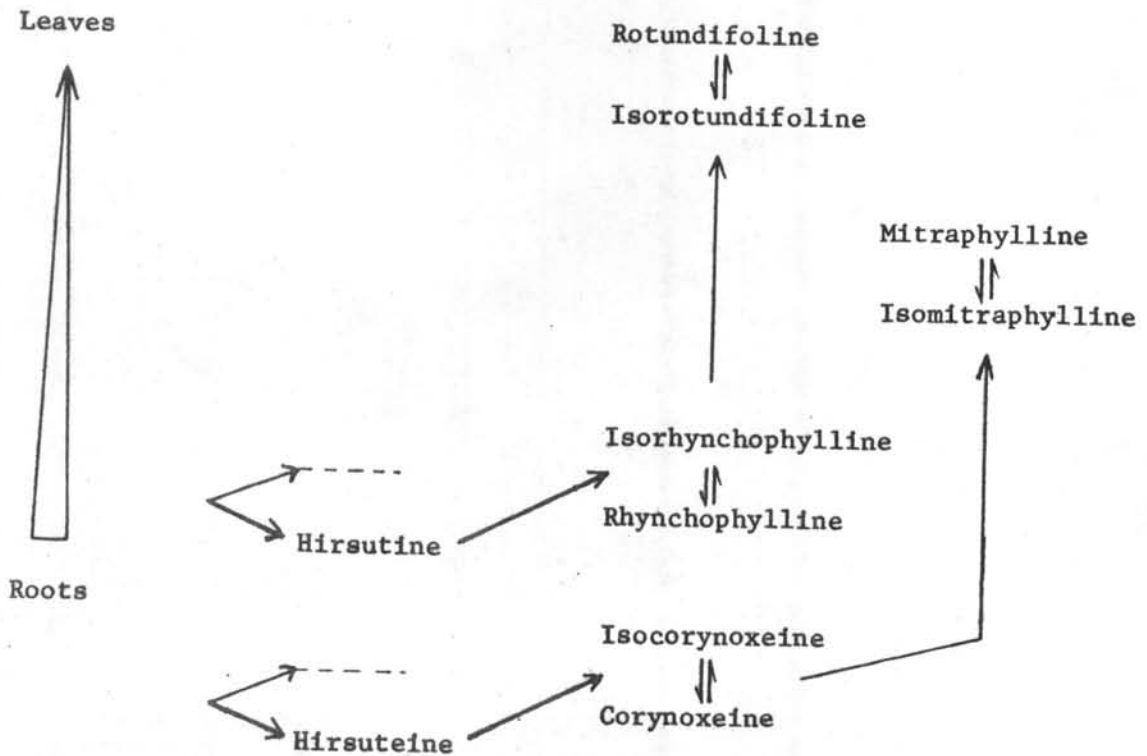 Leaves
Rotundifoline
Isorotundifoline
Mitraphylline
Isomitraphylline
Isorhynchophylline
Rhynchophylline
Hirsutine
Roots
Isocorynoxeine
Corynoxeine
Hirsuteine